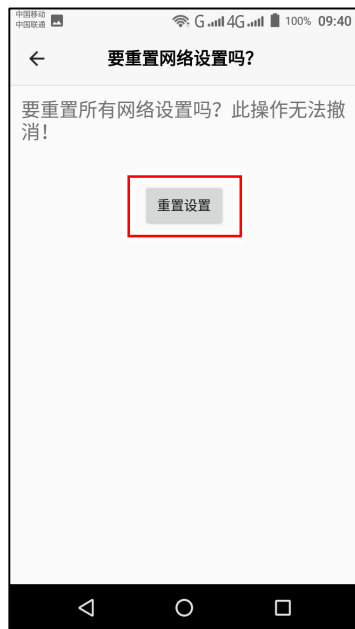 中国移动
中国联通
G 4G 100% 09:40
要重置网络设置吗？
要重置所有网络设置吗？此操作无法撤
消！
重置设置